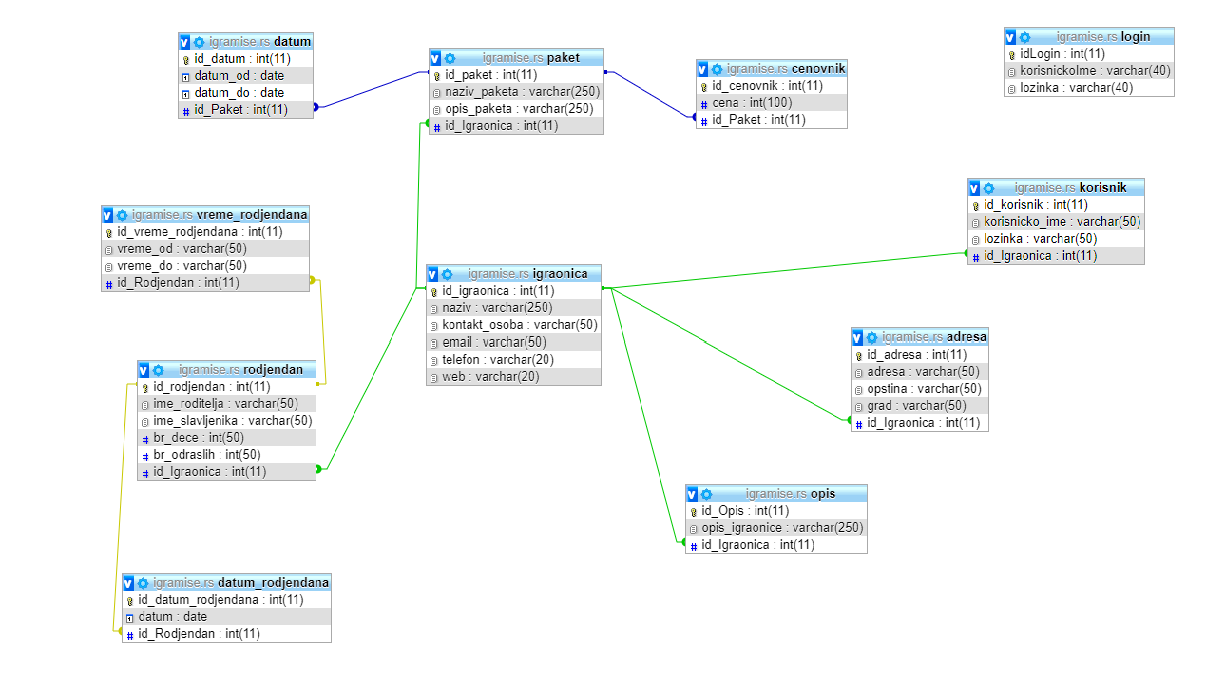 igramise.rs datum
id_datum : int(11)
datum_od : date
datum_do : date
id_Paket : int(11)
igramise.rs paket
id_paket : int(11)
naziv_paketa : varchar(250)
opis_paketa : varchar(250)
id_Igraonica : int(11)
igramise.rs cenovnik
id_cenovnik : int(11)
cena : int(100)
id_Paket : int(11)
igramise.rs login
idLogin : int(11)
korisnickoIme : varchar(40)
lozinka : varchar(40)
igramise.rs vreme_rodjendana
id_vreme_rodjendana : int(11)
vreme_od : varchar(50)
vreme_do : varchar(50)
id_Rodjendan : int(11)
igramise.rs korisnik
id_korisnik : int(11)
korisnicko_ime : varchar(50)
lozinka : varchar(50)
id_Igraonica : int(11)
igramise.rs igraonica
id_igraonica : int(11)
naziv : varchar(250)
kontakt_osoba : varchar(50)
email : varchar(50)
telefon : varchar(20)
web : varchar(20)
igramise.rs adresa
id_adresa : int(11)
adresa : varchar(50)
opstina : varchar(50)
grad : varchar(50)
id_Igraonica : int(11)
igramise.rs rodjendan
id_rodjendan : int(11)
ime_roditelja : varchar(50)
ime_slavljenika : varchar(50)
br_dece : int(50)
br_odraslih : int(50)
id_Igraonica : int(11)
igramise.rs opis
id_Opis : int(11)
opis_igraonice : varchar(250)
id_Igraonica : int(11)
igramise.rs datum_rodjendana
id_datum_rodjendana : int(11)
datum : date
id_Rodjendan : int(11)